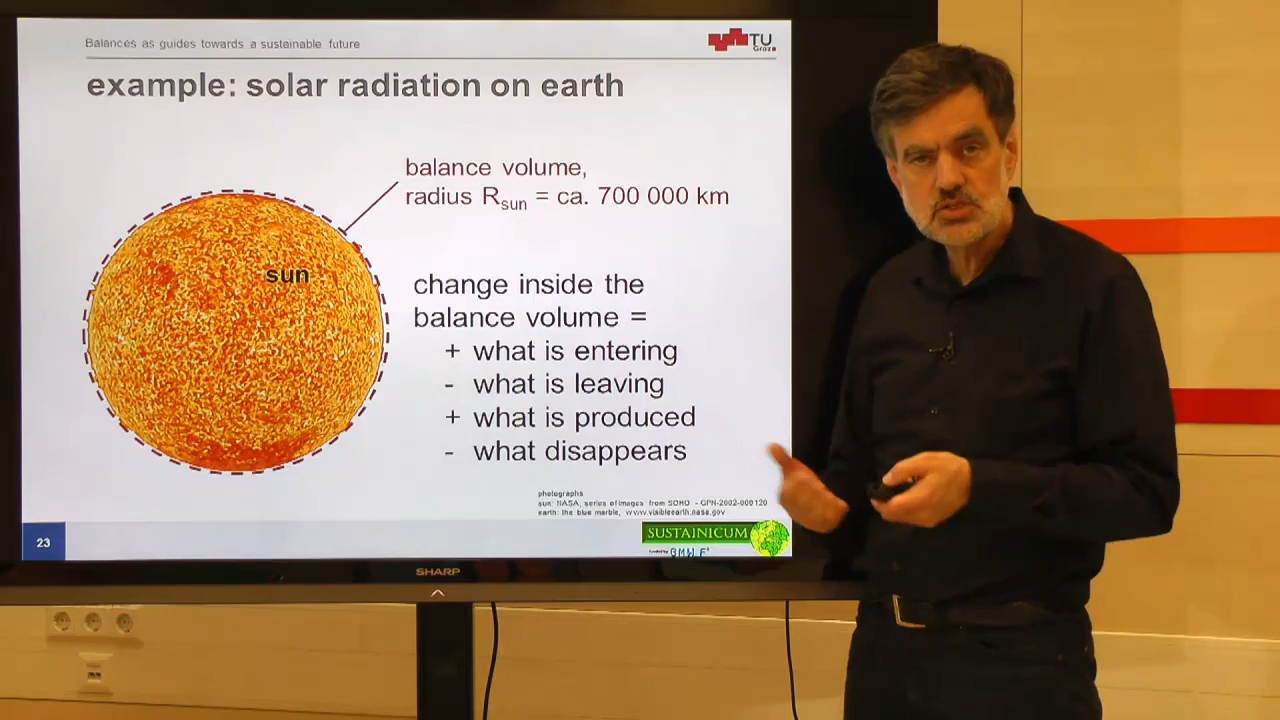 Balances as guides towards a sustainable future
TU
Graz
example: solar radiation on earth
balance volume,
radius Rsun = ca. 700 000 km
sun
change inside the
balance volume =
+ what is entering
- what is leaving
+ what is produced
- what disappears
photographs
sun: NASA, series of images from SOHO - GPN-2002-000120
earth: the blue marble, www.visibleearth.nasa.gov
23
SUSTAINICUM
BMWF
SHARP